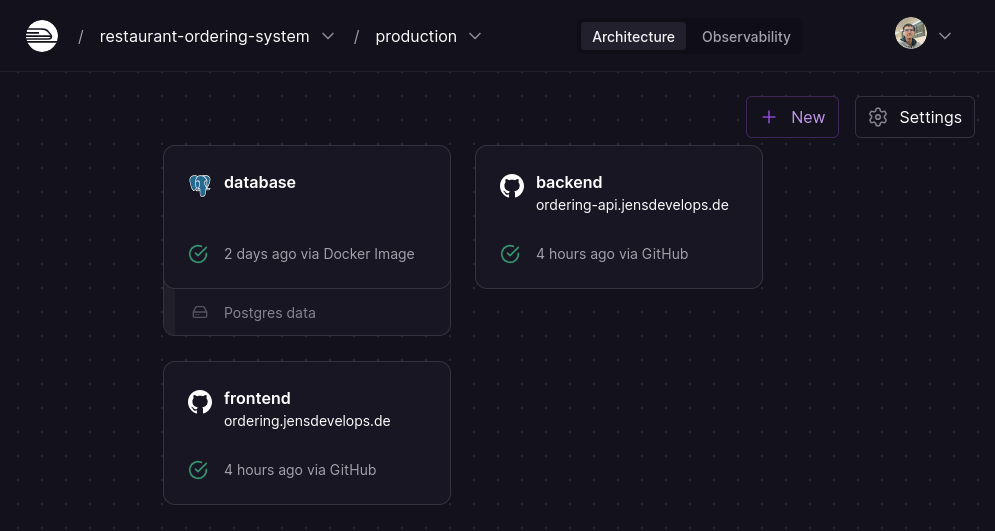 / restaurant-ordering-system / production
Architecture Observability
New Settings
database
2 days ago via Docker Image
Postgres data
backend
ordering-api.jensdevelops.de
4 hours ago via GitHub
frontend
ordering.jensdevelops.de
4 hours ago via GitHub